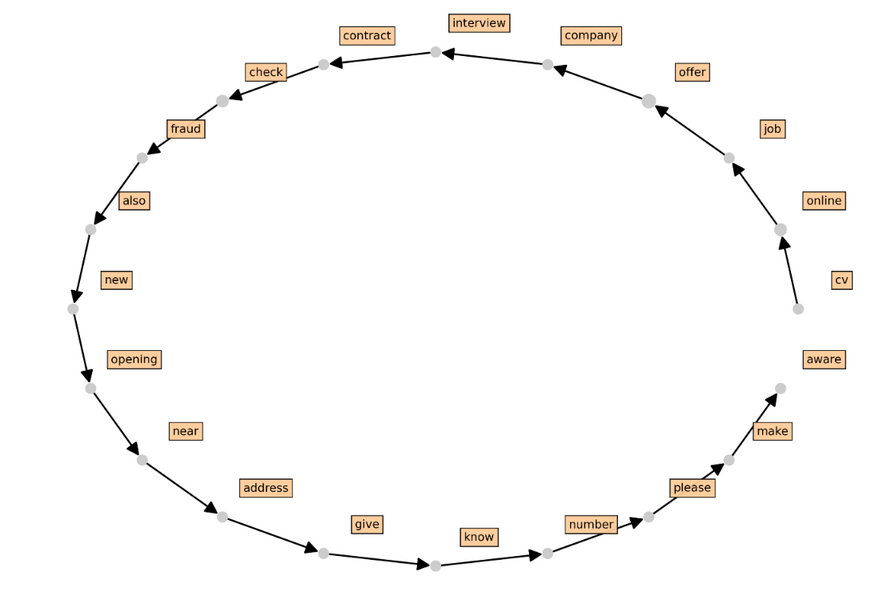 interview
contract
company
check
offer
fraud
job
also
online
new
cv
opening
aware
near
make
address
please
give
number
know